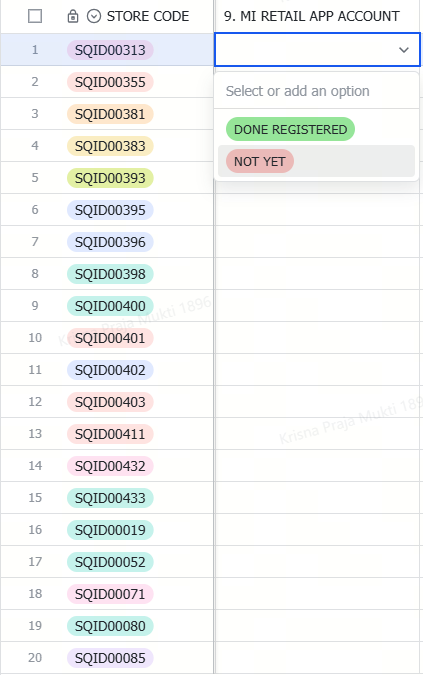 STORE CODE 9. MI RETAIL APP ACCOUNT
1 SQID00313
Select or add an option
2 SQID00355
DONE REGISTERED
3 SQID00381
4 SQID00383
NOT YET
5 SQID00393
6 SQID00395
7 SQID00396
8 SQID00398
9 SQID00400
Krisna Praja Mukti 1896
10 SQID00401
11 SQID00402
12 SQID00403
Krisna Praja Mukti 189
13 SQID00411
14 SQID00432
15 SQID00433
16 SQID00019
17 SQID00052
18 SQID00071
19 SQID00080
20 SQID00085